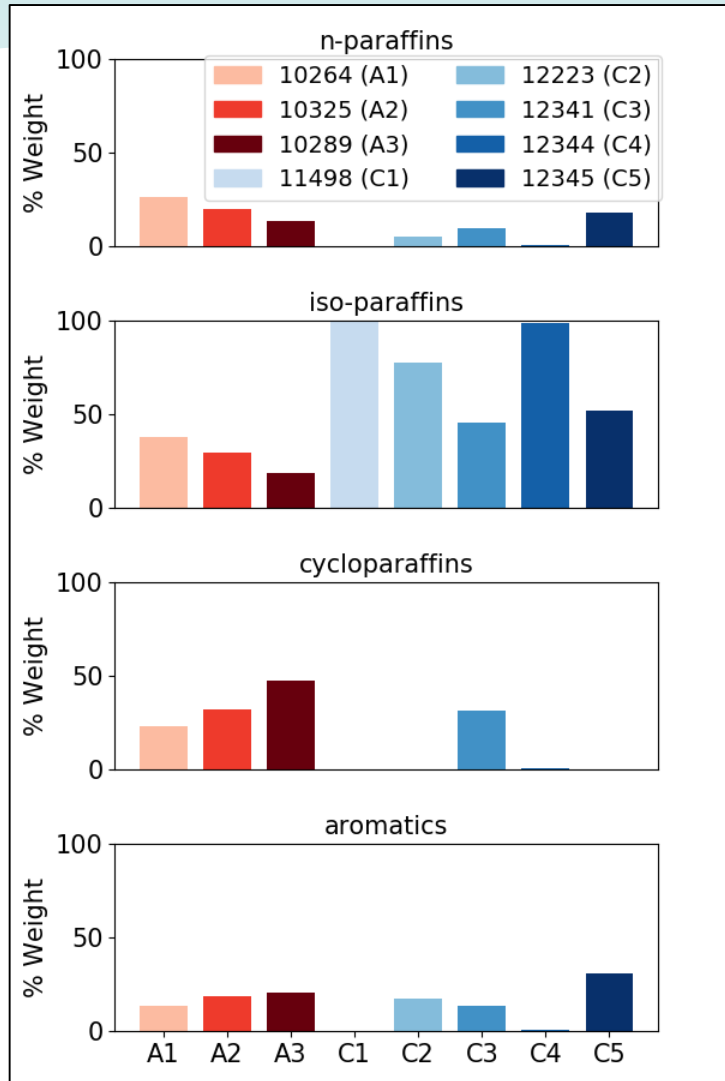 n-paraffins
100
10264 (A1) 12223 (C2)
10325 (A2) 12341 (C3)
10289 (A3) 12344 (C4)
11498 (C1) 12345 (C5)
50
0
% Weight
iso-paraffins
100
50
0
% Weight
cycloparaffins
100
50
0
% Weight
aromatics
100
50
0
% Weight
A1 A2 A3 C1 C2 C3 C4 C5